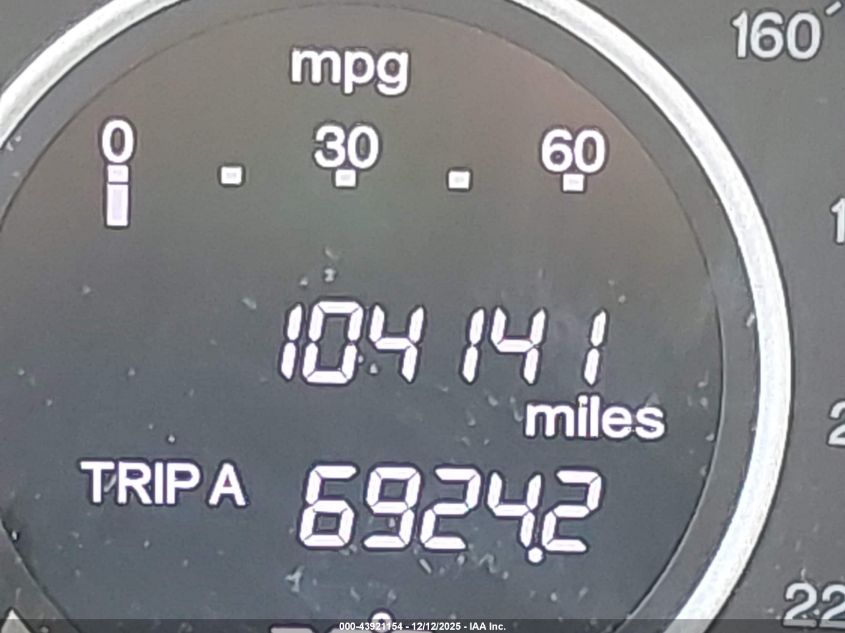 mpg
160
0 30 60
104141
miles
TRIP A 6924.2
22
000-43921154 - 12/12/2025 - IAA Inc.